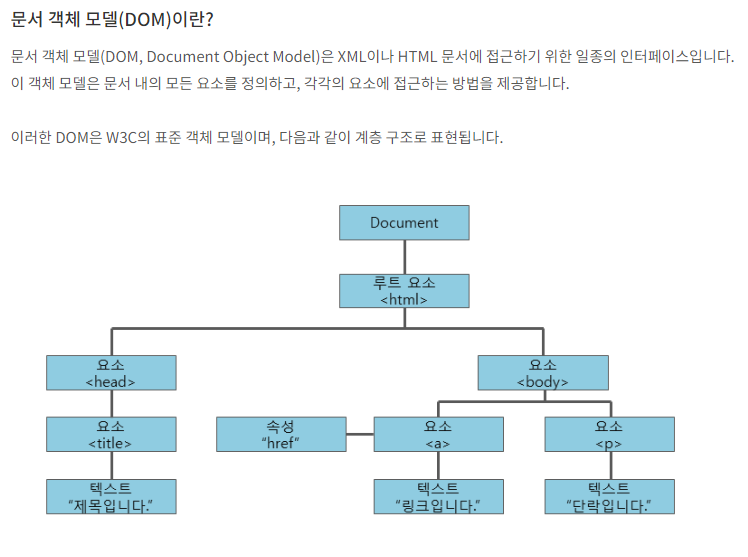 문서 객체 모델(DOM)이란?
문서 객체 모델(DOM, Document Object Model)은 XML이나 HTML 문서에 접근하기 위한 일종의 인터페이스입니다.
이 객체 모델은 문서 내의 모든 요소를 정의하고, 각각의 요소에 접근하는 방법을 제공합니다.
이러한 DOM은 W3C의 표준 객체 모델이며, 다음과 같이 계층 구조로 표현됩니다.
Document
루트 요소
<html>
요소
<head>
요소
<body>
요소
<title>
속성
“href”
요소
<a>
요소
<p>
텍스트
“제목입니다.”
텍스트
“링크입니다.”
텍스트
“단락입니다.”